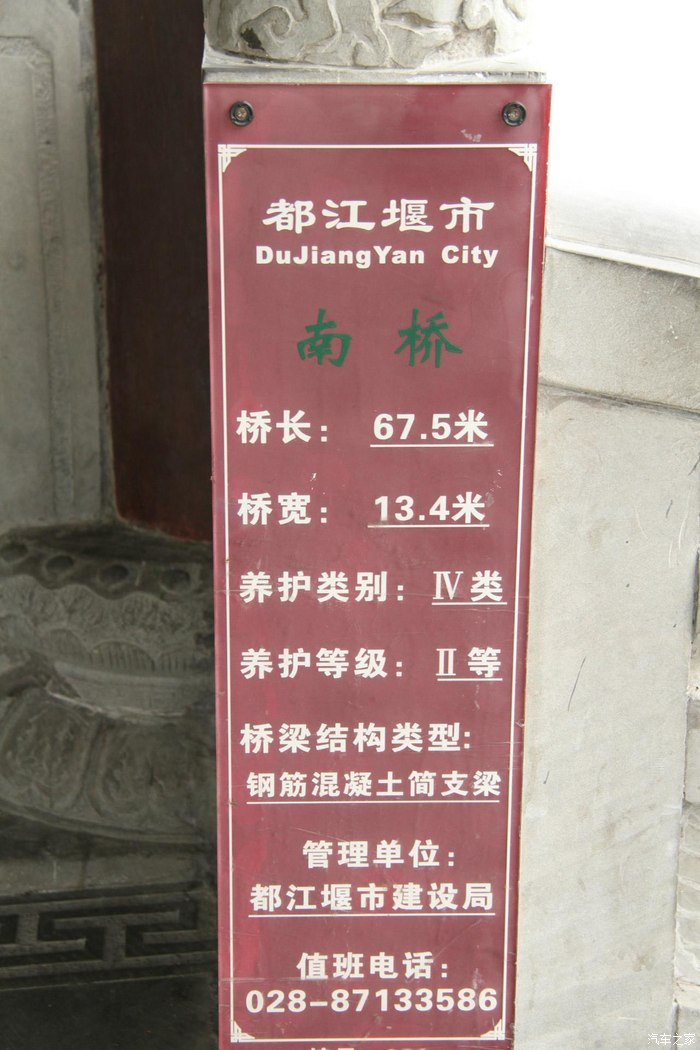 都江堰市
DuJiangYan City
南桥
桥长： 67.5米
桥宽： 13.4米
养护类别： Ⅳ类
养护等级： Ⅱ等
桥梁结构类型:
钢筋混凝土简支梁
管理单位：
都江堰市建设局
值班电话：
028-87133586
汽车之家